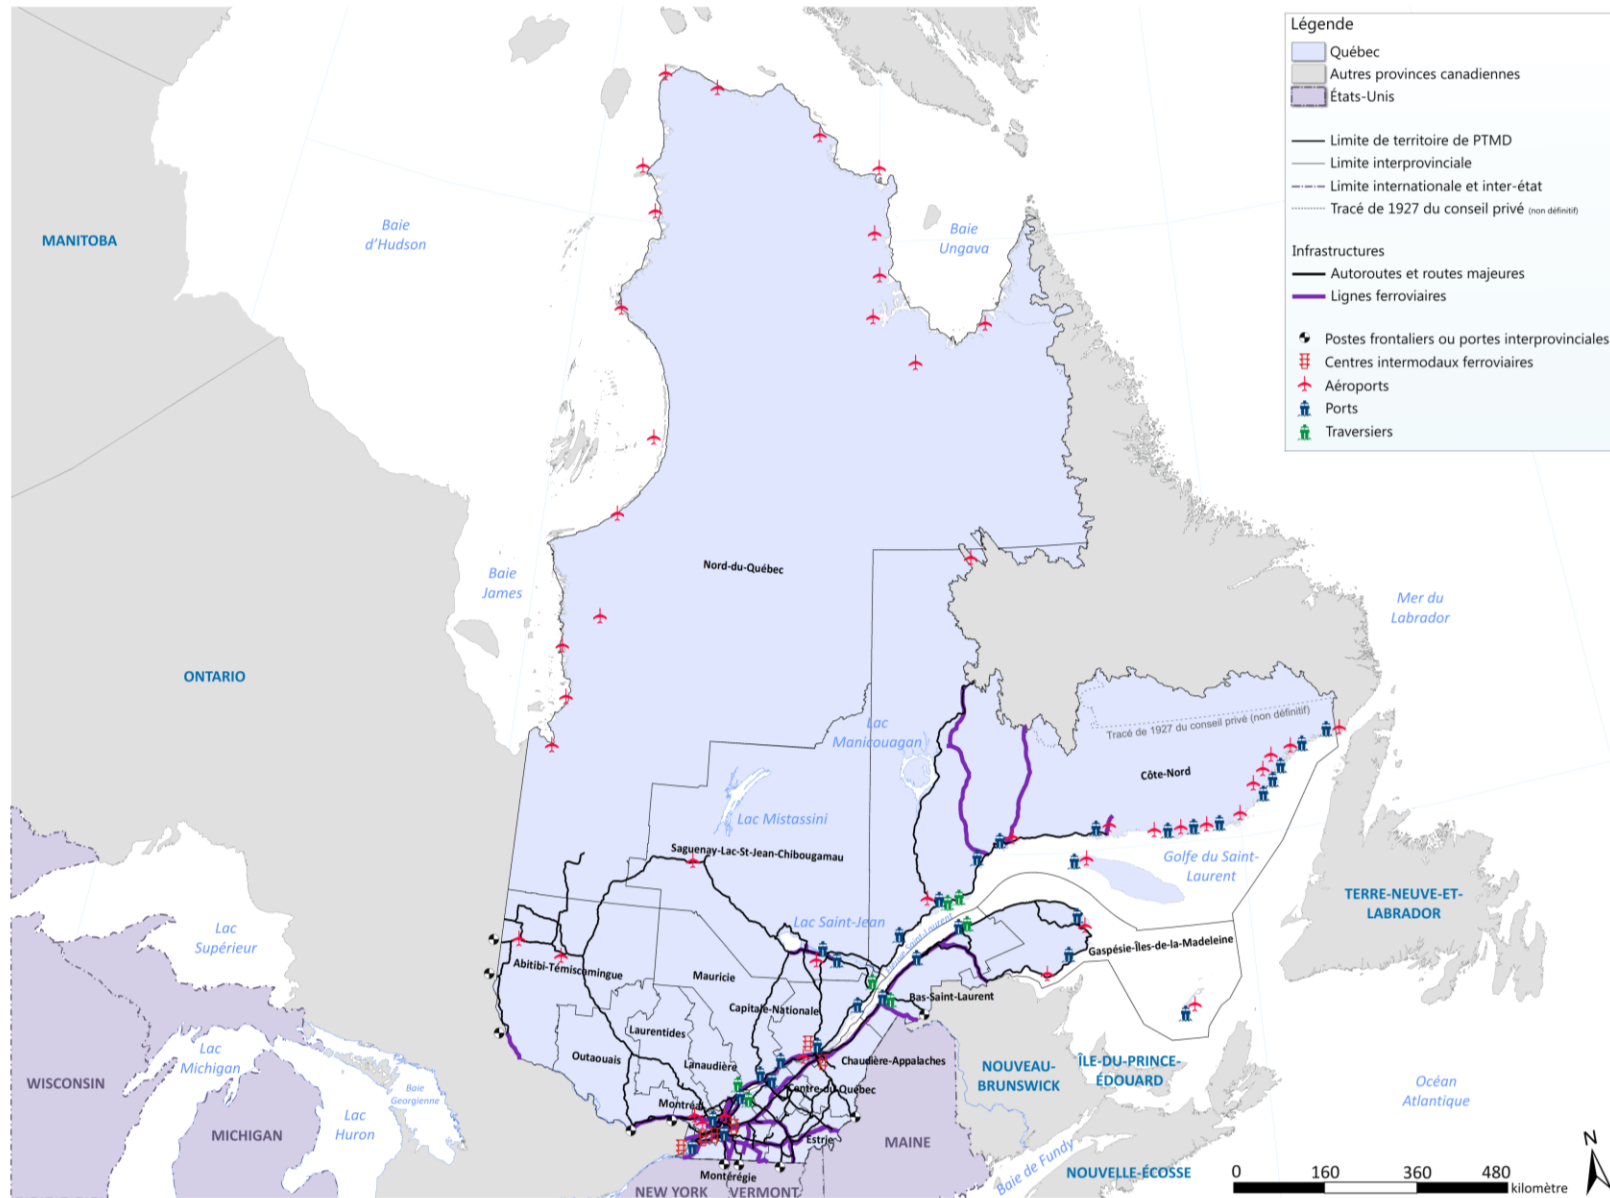 Légende
Québec
Autres provinces canadiennes
États-Unis
Limite de territoire de PTMD
Limite interprovinciale
Limite internationale et inter-état
Tracé de 1927 du conseil privé (non définitif)
Infrastructures
Autoroutes et routes majeures
Lignes ferroviaires
Postes frontaliers ou portes interprovinciales
Centres intermodaux ferroviaires
Aéroports
Ports
Traversiers
MANITOBA
Baie
d'Hudson
Baie
Ungava
Nord-du-Québec
Baie
James
Mer du
Labrador
ONTARIO
Lac
Manicouagan
Tracé de 1927 du conseil privé (non définitif)
Côte-Nord
Lac Mistassini
Saguenay-Lac-St-Jean-Chibougamau
Golfe du Saint-
Laurent
TERRE-NEUVE-ET-
LABRADOR
Lac
Supérieur
Lac Saint-Jean
Fleuve Saint-Laurent
Gaspésie-Îles-de-la-Madeleine
Abitibi-Témiscamingue
Mauricie
Bas-Saint-Laurent
Capitale-Nationale
Laurentides
Outaouais
Lanaudière
Chaudière-Appalaches
Centre-du-Québec
Lac
Michigan
Baie
Georgienne
WISCONSIN
NOUVEAU-
BRUNSWICK
ÎLE-DU-PRINCE-
ÉDOUARD
Océan
Atlantique
Lac
Huron
Montréal
MICHIGAN
Estrie
MAINE
Baie de Fundy
NOUVELLE-ÉCOSSE
Montérégie
NEW YORK
VERMONT
N
0 160 360 480
kilomètre